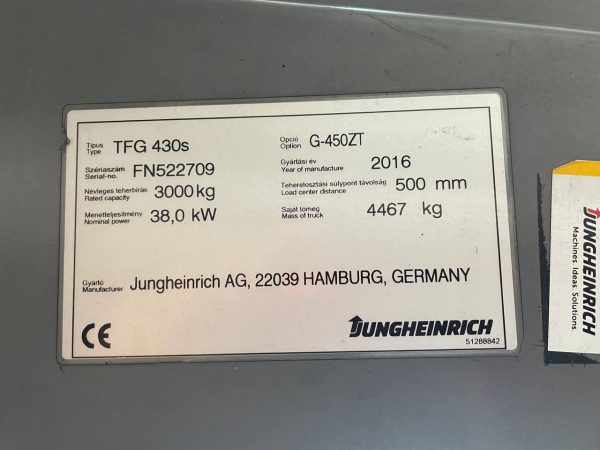 Típus
Type TFG 430s
Opció
Option G-450ZT
Szériaszám
Serial-no. FN522709
Gyártási év
Year of manufacture 2016
Névleges teherbírás
Rated capacity 3000 kg
Teherelosztási súlypont távolság
Load center distance 500 mm
Menetteljesítmény
Nominal power 38,0 kW
Saját tömeg
Mass of truck 4467 kg
Gyártó
Manufacturer Jungheinrich AG, 22039 HAMBURG, GERMANY
CE
JUNGHEINRICH
51288842
JUNGHEINRICH
Machines. Ideas. Solutions.